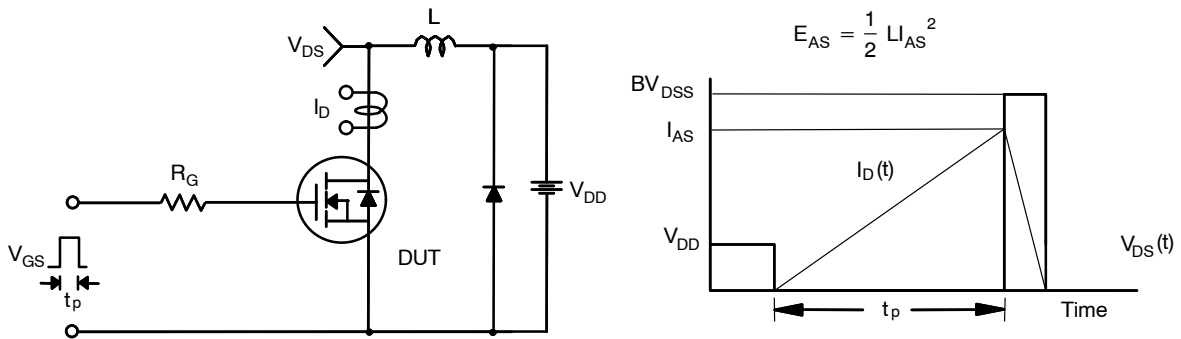 L
V_DS
I_D
R_G
V_DD
V_GS
DUT
t_p
E_AS = 1/2 LI_AS^2
BV_DSS
I_AS
I_D(t)
V_DD
V_DS(t)
t_p
Time